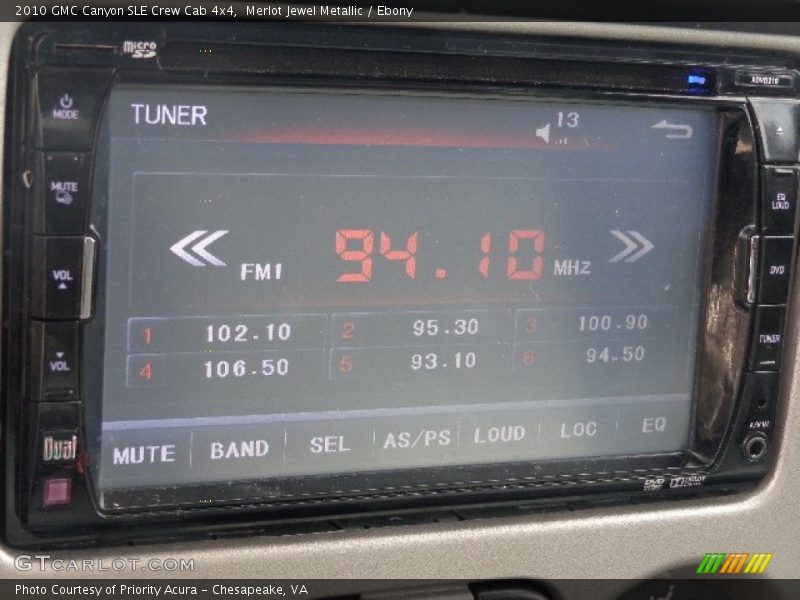 2010 GMC Canyon SLE Crew Cab 4x4, Merlot Jewel Metallic / Ebony
micro SD
XDVD210
MODE
TUNER
13
MUTE
EQ
LOUD
94.10
FM1
MHz
VOL
DVD
1 102.10 2 95.30 3 100.90
4 106.50 5 93.10 6 94.50
VOL
TUNER
MUTE BAND SEL AS/PS LOUD LOC EQ
A/V IN
Dual
DVD
GTCARLOT.COM
Photo Courtesy of Priority Acura – Chesapeake, VA